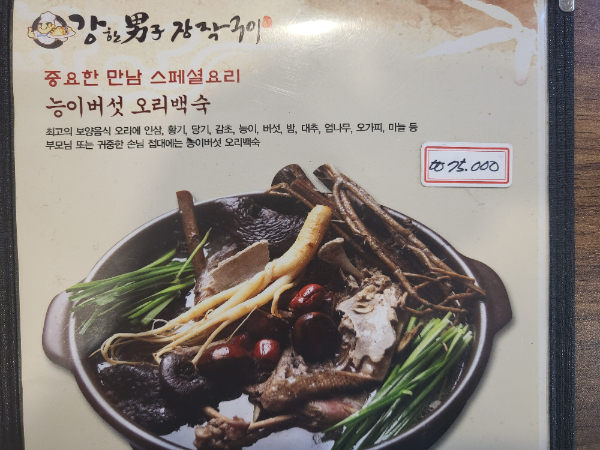 강한男子 장작구이
중요한 만남 스페셜요리
능이버섯 오리백숙
최고의 보양음식 오리에 인삼, 황기, 당기, 감초, 능이, 버섯, 밤, 대추, 엄나무, 오가피, 마늘 등
부모님 또는 귀중한 손님 접대에는 능이버섯 오리백숙
₩75.000